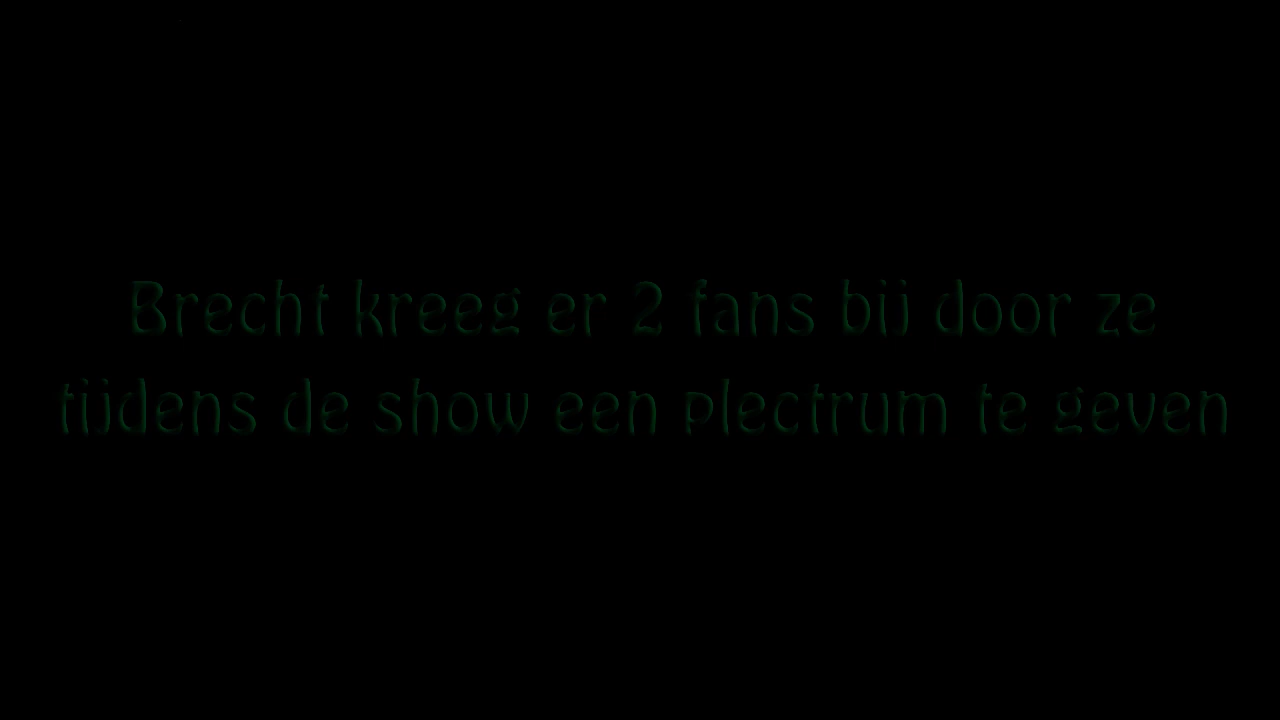 Brecht kreeg er 2 fans bij door ze
tijdens de show een plectrum te geven